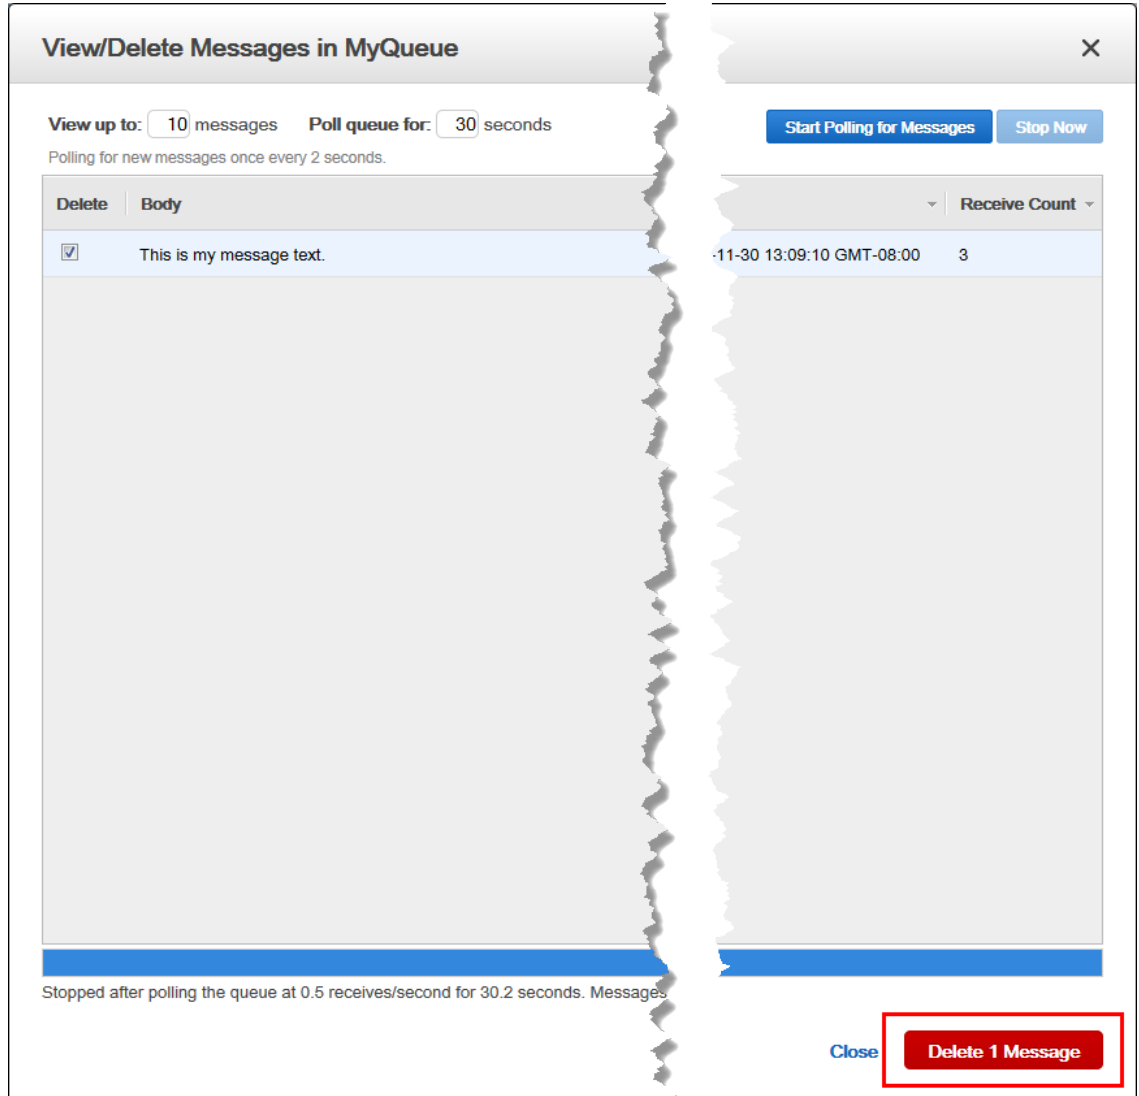 View/Delete Messages in MyQueue
View up to: 10 messages Poll queue for: 30 seconds Start Polling for Messages Stop Now
Polling for new messages once every 2 seconds.
Delete Body Receive Count
This is my message text. -11-30 13:09:10 GMT-08:00 3
Stopped after polling the queue at 0.5 receives/second for 30.2 seconds. Messages
Close Delete 1 Message